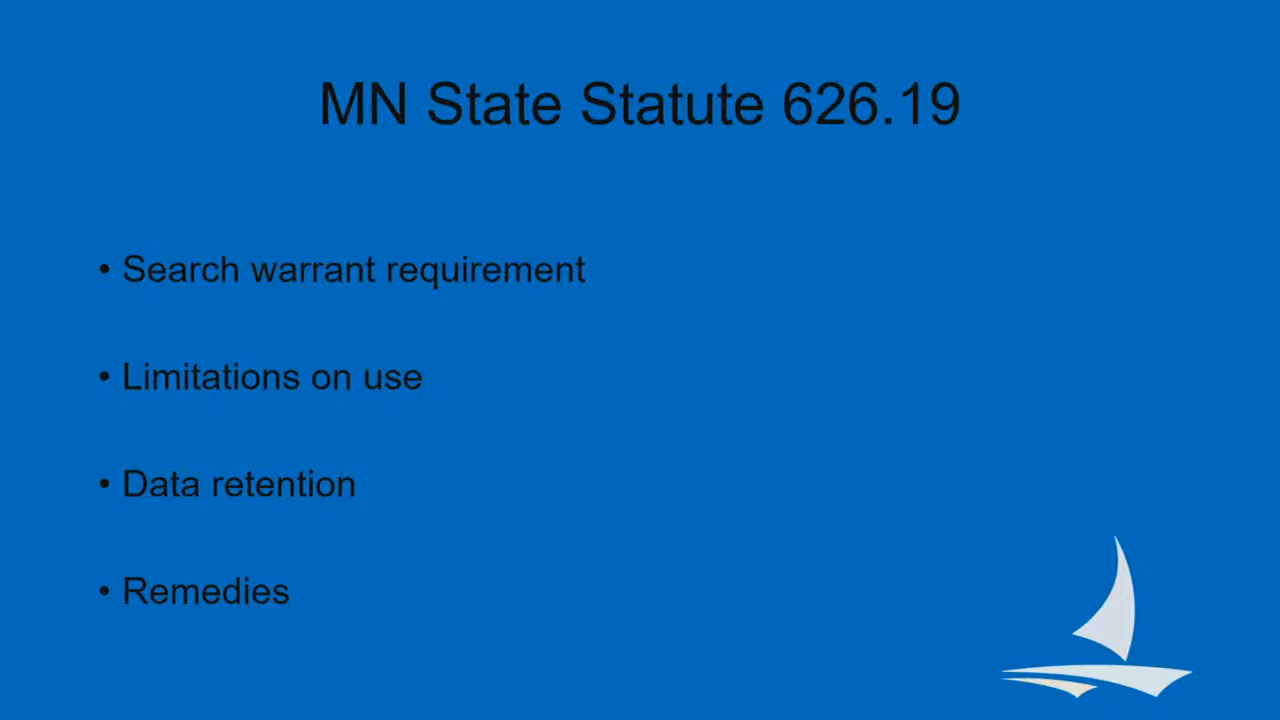 MN State Statute 626.19
• Search warrant requirement
• Limitations on use
• Data retention
• Remedies